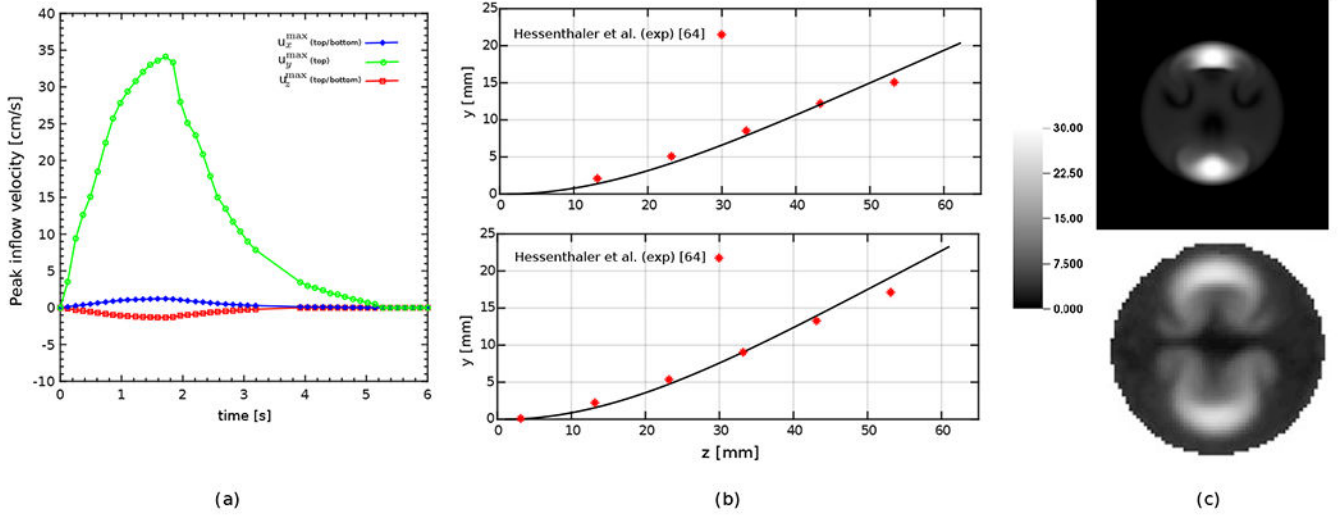 40
35
30
25
20
15
10
5
0
-5
-10
0 1 2 3 4 5 6
Peak inflow velocity [cm/s]
time [s]
u_x^max (top/bottom)
u_y^max (top)
u_z^max (top/bottom)
(a)
25
20
15
10
5
0
0 10 20 30 40 50 60
y [mm]
Hessenthaler et al. (exp) [64]
25
20
15
10
5
0
0 10 20 30 40 50 60
y [mm]
Hessenthaler et al. (exp) [64]
z [mm]
(b)
30.00
22.50
15.00
7.500
0.000
(c)